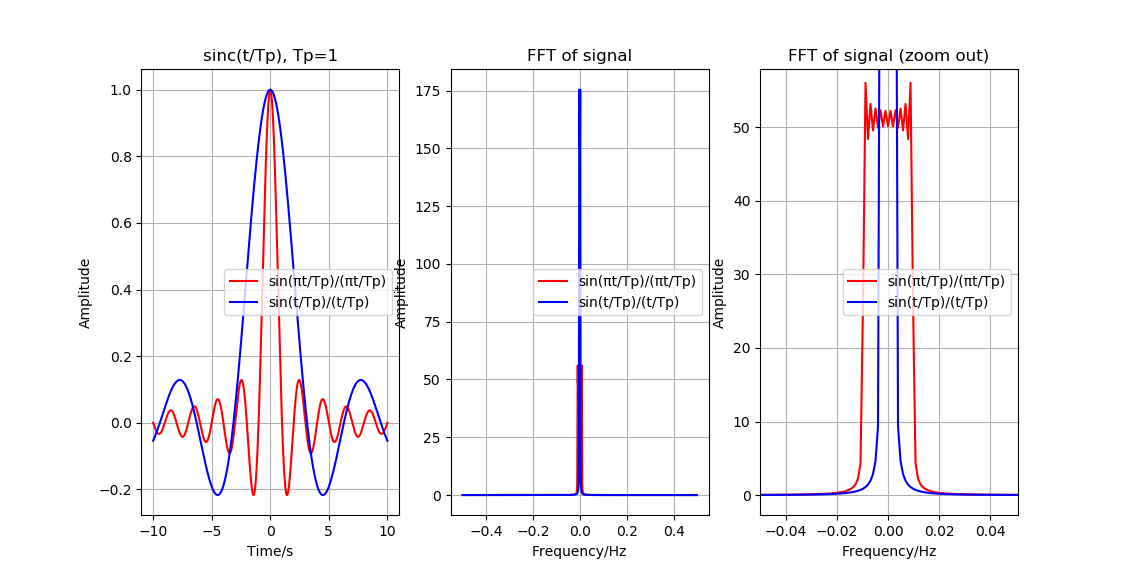 sinc(t/Tp), Tp=1
1.0
0.8
0.6
0.4
0.2
0.0
−0.2
−10
−5
0
5
10
Time/s
Amplitude
sin(πt/Tp)/(πt/Tp)
sin(t/Tp)/(t/Tp)
FFT of signal
175
150
125
100
75
50
25
0
−0.4
−0.2
0.0
0.2
0.4
Frequency/Hz
Amplitude
sin(πt/Tp)/(πt/Tp)
sin(t/Tp)/(t/Tp)
FFT of signal (zoom out)
50
40
30
20
10
0
−0.04
−0.02
0.00
0.02
0.04
Frequency/Hz
Amplitude
sin(πt/Tp)/(πt/Tp)
sin(t/Tp)/(t/Tp)